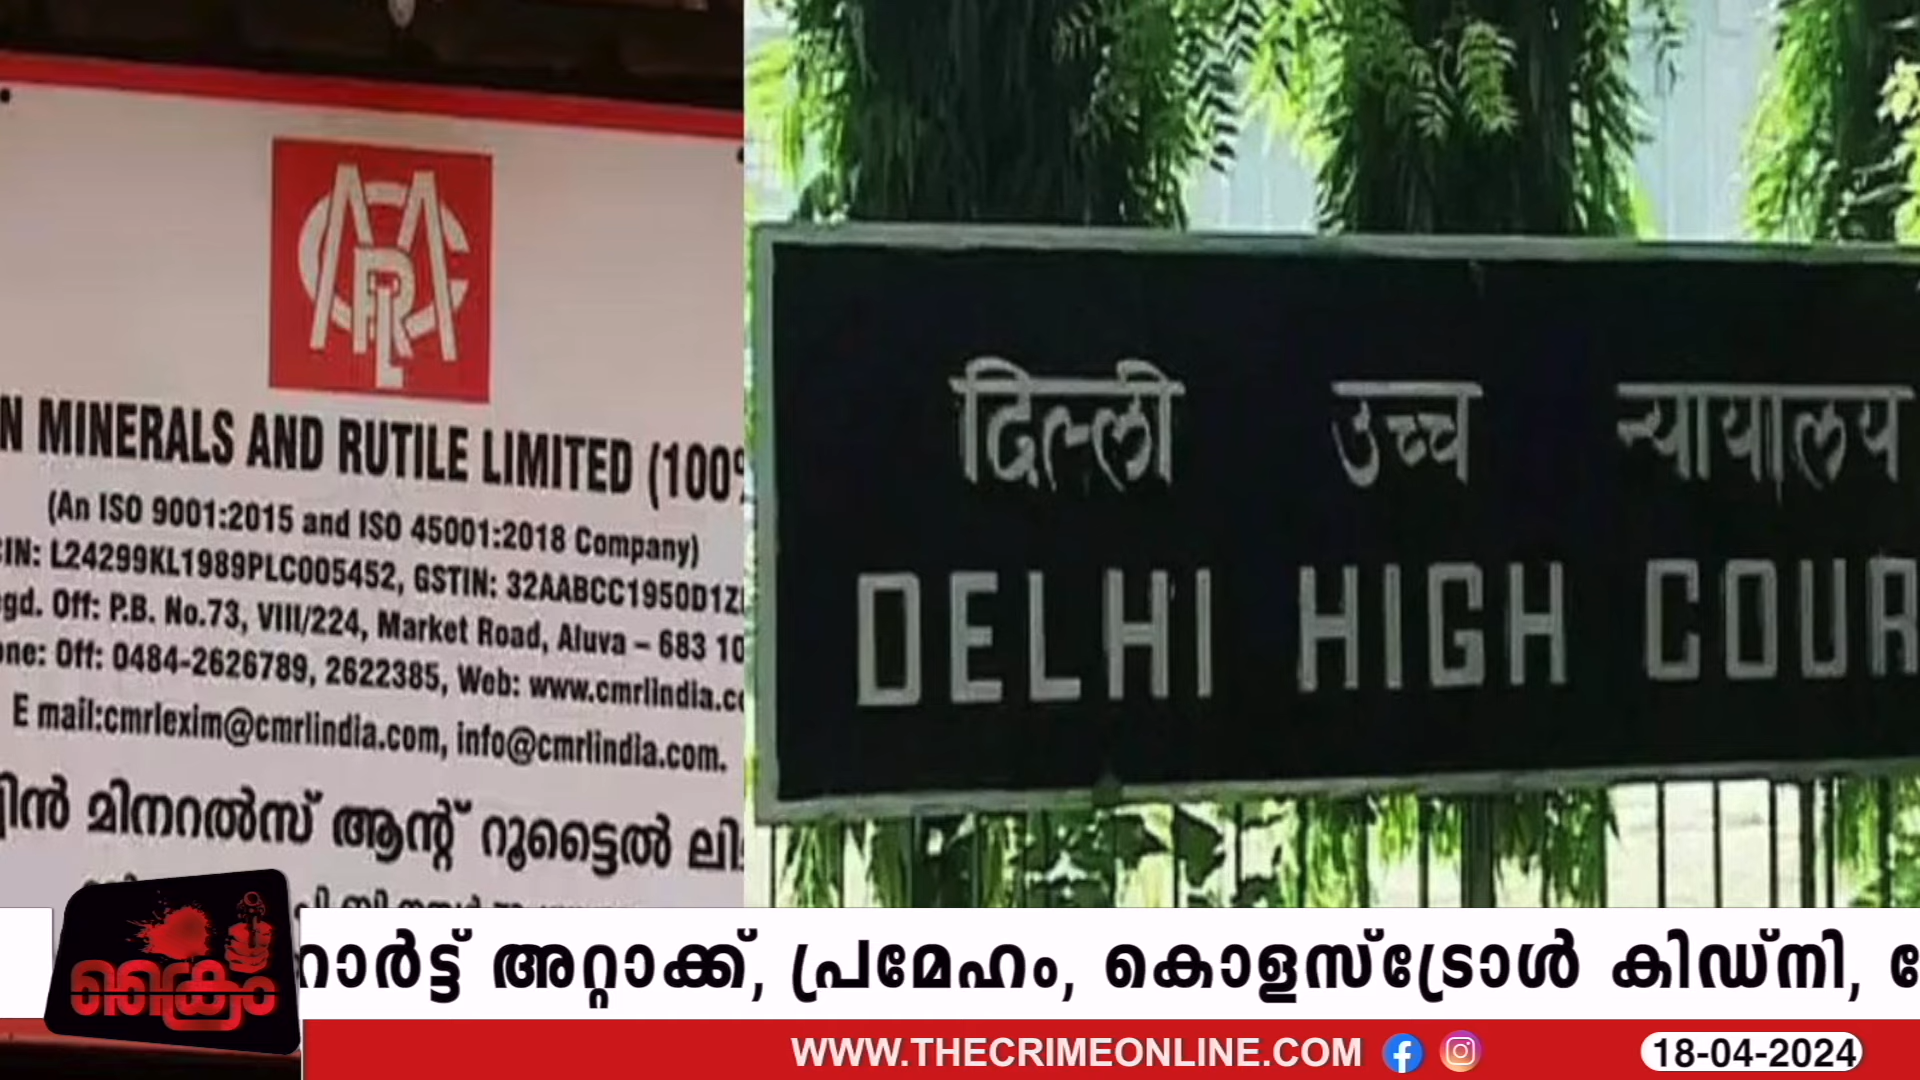 CMRL
N MINERALS AND RUTILE LIMITED (100%
(An ISO 9001:2015 and ISO 45001:2018 Company)
CIN: L24299KL1989PLC005452, GSTIN: 32AABCC1950D1Z
gd. Off: P.B. No.73, VIII/224, Market Road, Aluva – 683 10
one: Off: 0484-2626789, 2622385, Web: www.cmrlindia.co
E mail:cmrlexim@cmrlindia.com, info@cmrlindia.com.
മിനറൽസ് ആന്റ് റൂട്ടൈൽ
दिल्ली उच्च न्यायालय
DELHI HIGH COUR
ക്രൈം
ഹാർട്ട് അറ്റാക്ക്, പ്രമേഹം, കൊളസ്ട്രോൾ കിഡ്നി,
WWW.THECRIMEONLINE.COM
18-04-2024